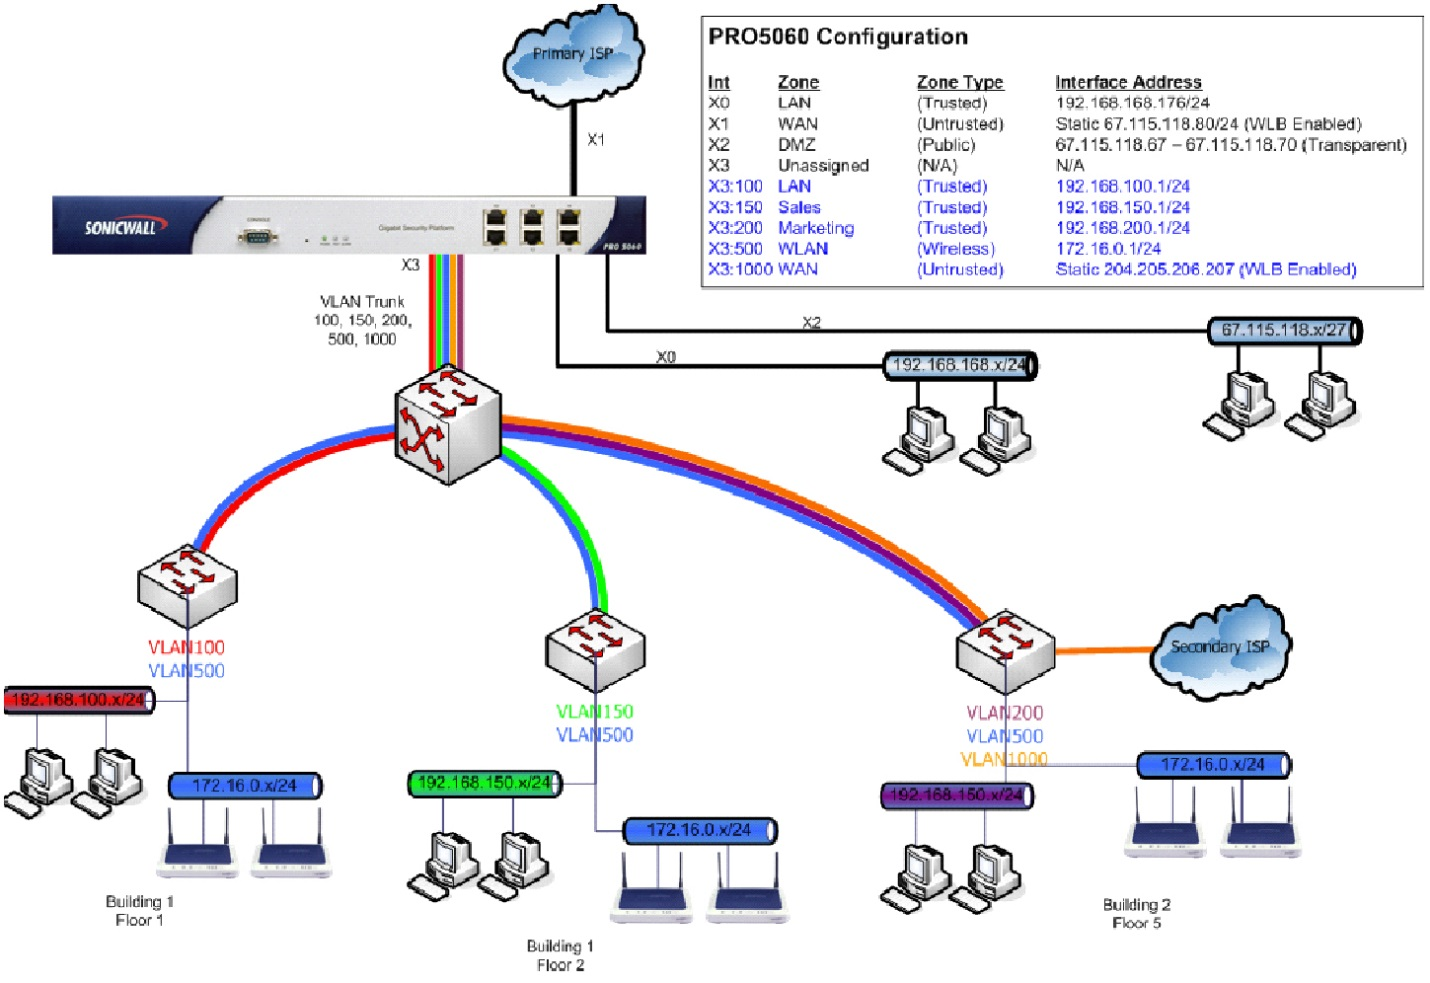 Primary ISP
X1
PRO5060 Configuration
Int Zone Zone Type Interface Address
X0 LAN (Trusted) 192.168.168.176/24
X1 WAN (Untrusted) Static 67.115.118.80/24 (WLB Enabled)
X2 DMZ (Public) 67.115.118.67 – 67.115.118.70 (Transparent)
X3 Unassigned (N/A) N/A
X3:100 LAN (Trusted) 192.168.100.1/24
X3:150 Sales (Trusted) 192.168.150.1/24
X3:200 Marketing (Trusted) 192.168.200.1/24
X3:500 WLAN (Wireless) 172.16.0.1/24
X3:1000 WAN (Untrusted) Static 204.205.206.207 (WLB Enabled)
SONICWALL
CONSOLE
Gigabit Security Platform
PRO 5060
X3
VLAN Trunk
100, 150, 200,
500, 1000
X2
67.115.118.x/27
X0
192.168.168.x/24
VLAN100
VLAN500
192.168.100.x/24
172.16.0.x/24
Building 1
Floor 1
VLAN150
VLAN500
192.168.150.x/24
172.16.0.x/24
Building 1
Floor 2
Secondary ISP
VLAN200
VLAN500
VLAN1000
192.168.150.x/24
172.16.0.x/24
Building 2
Floor 5